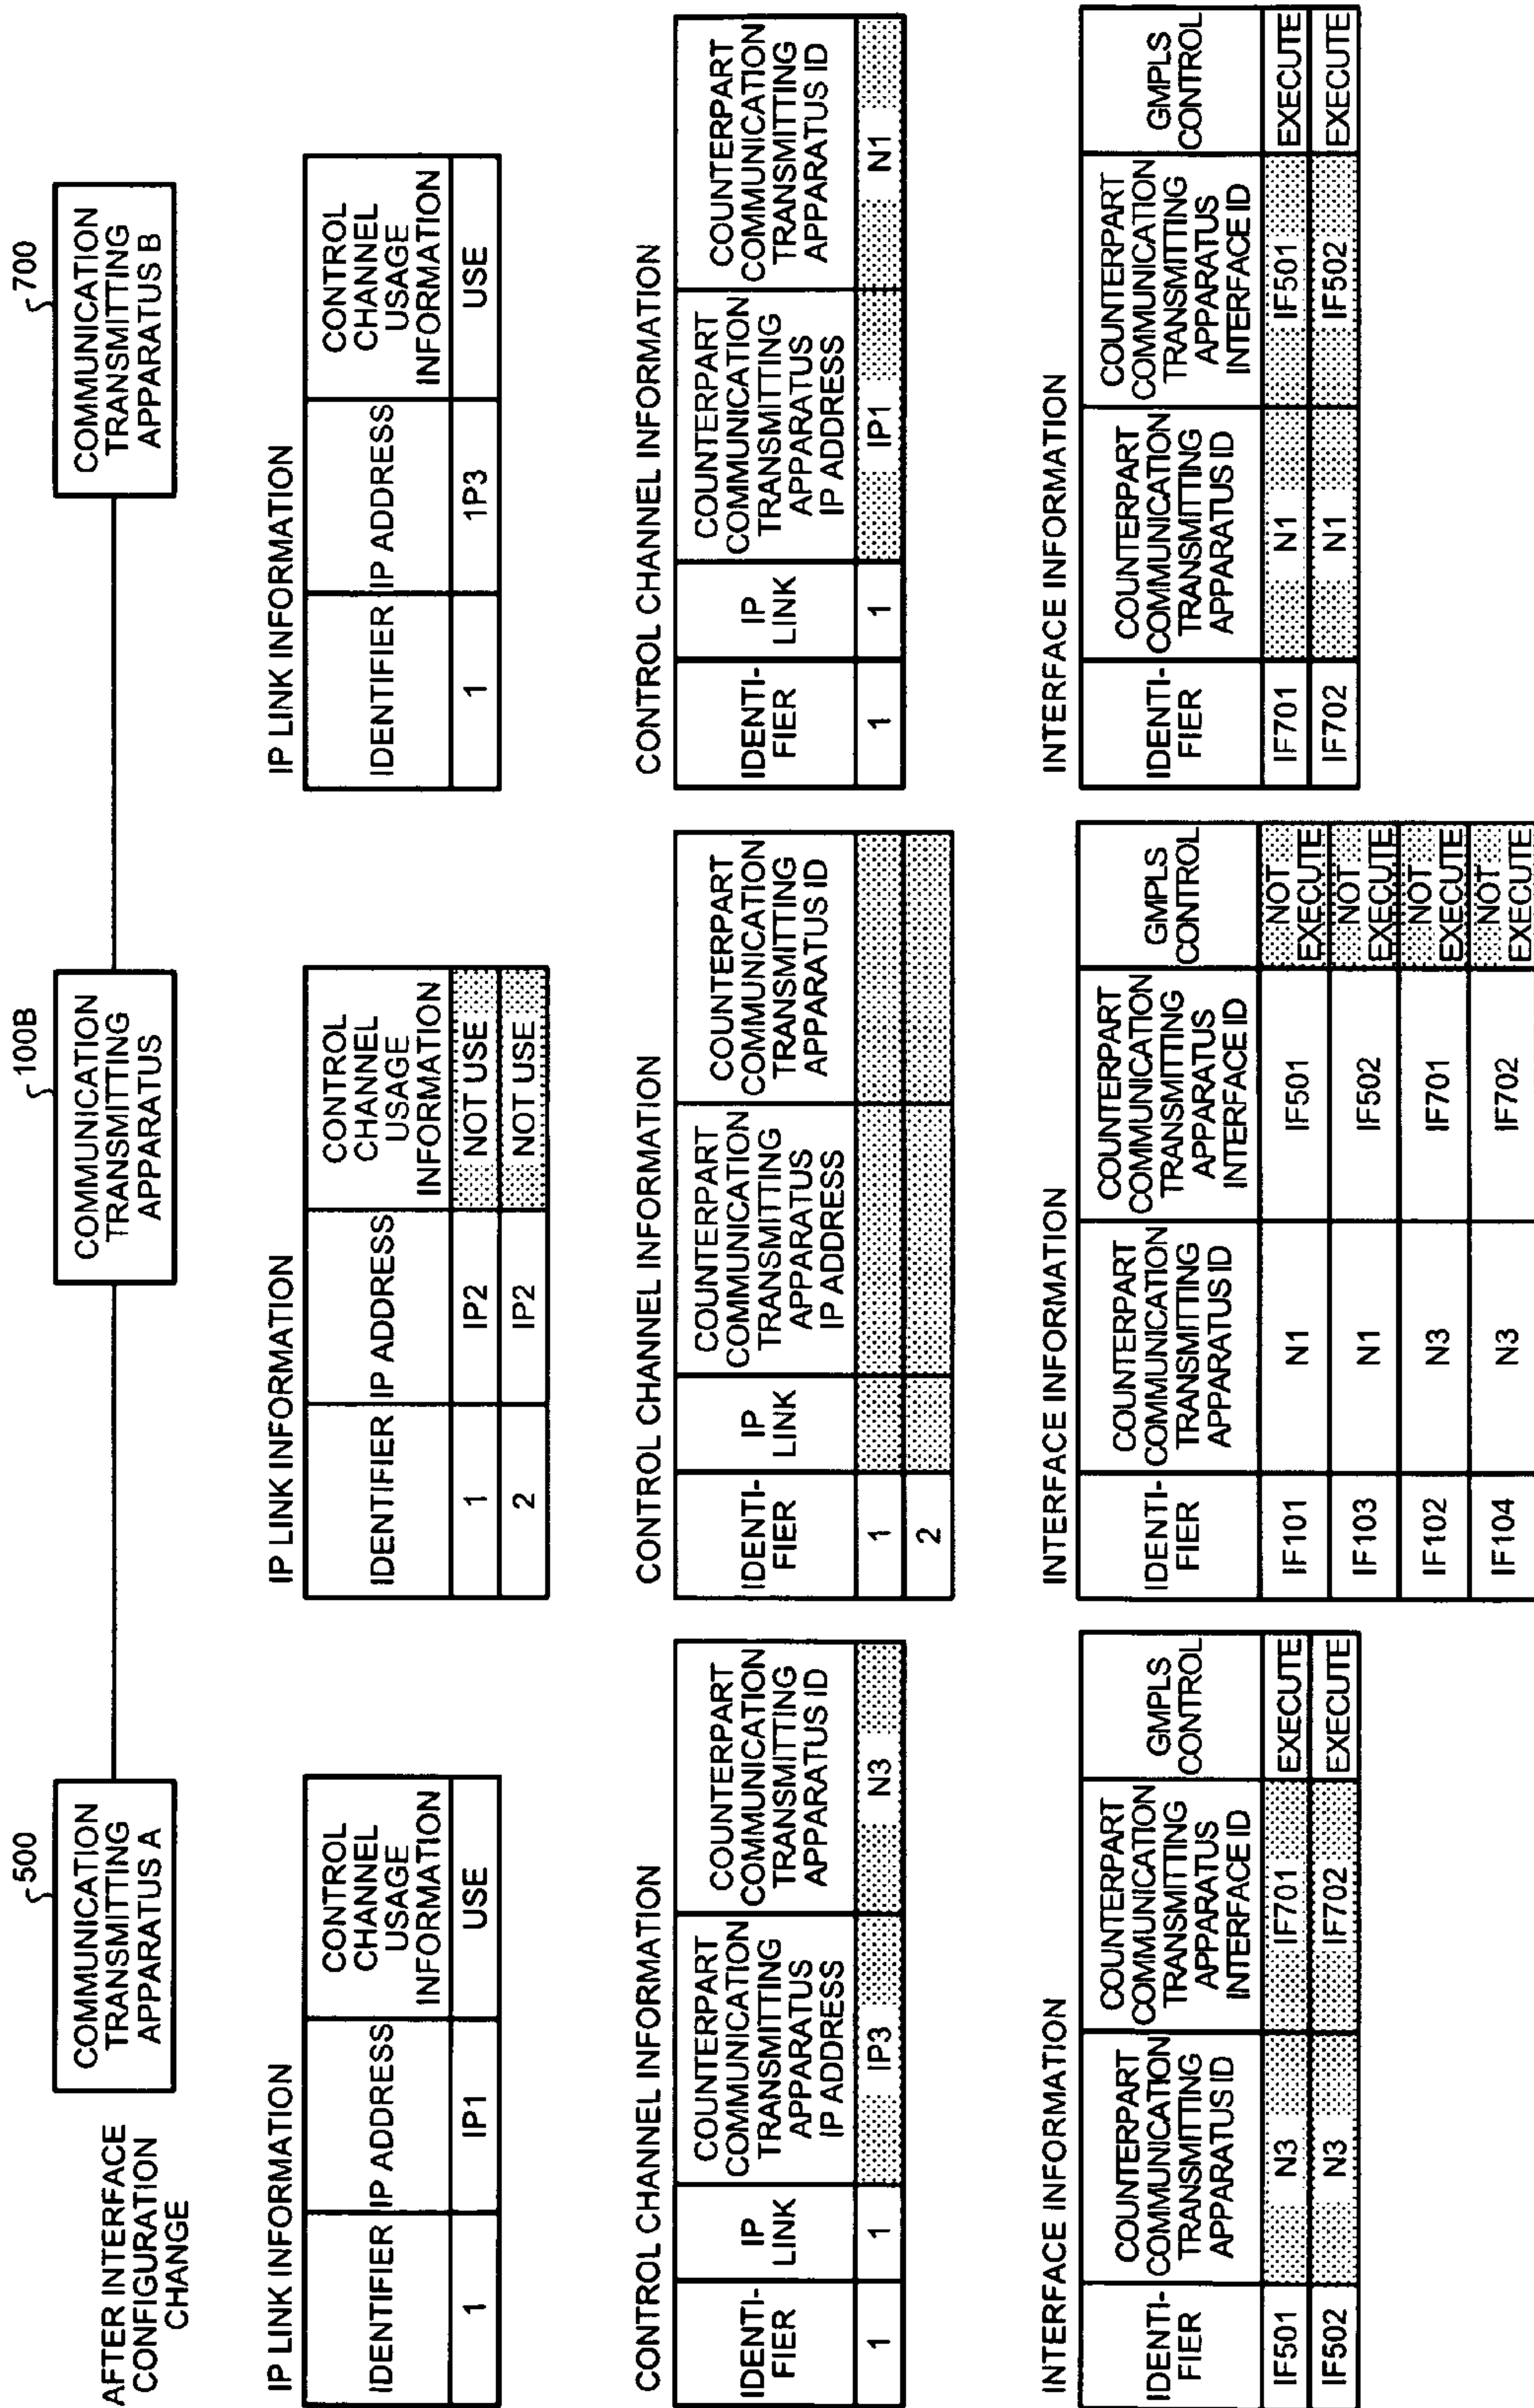 AFTER INTERFACE
CONFIGURATION
CHANGE
500
COMMUNICATION
TRANSMITTING
APPARATUS A
100B
COMMUNICATION
TRANSMITTING
APPARATUS
700
COMMUNICATION
TRANSMITTING
APPARATUS B
IP LINK INFORMATION
IDENTIFIER
IP ADDRESS
CONTROL
CHANNEL
USAGE
INFORMATION
1
IP1
USE
IP LINK INFORMATION
IDENTIFIER
IP ADDRESS
CONTROL
CHANNEL
USAGE
INFORMATION
1
IP2
NOT USE
2
IP2
NOT USE
IP LINK INFORMATION
IDENTIFIER
IP ADDRESS
CONTROL
CHANNEL
USAGE
INFORMATION
1
1P3
USE
CONTROL CHANNEL INFORMATION
IDENTI-
FIER
IP
LINK
COUNTERPART
COMMUNICATION
TRANSMITTING
APPARATUS
IP ADDRESS
COUNTERPART
COMMUNICATION
TRANSMITTING
APPARATUS ID
1
1
IP3
N3
CONTROL CHANNEL INFORMATION
IDENTI-
FIER
IP
LINK
COUNTERPART
COMMUNICATION
TRANSMITTING
APPARATUS
IP ADDRESS
COUNTERPART
COMMUNICATION
TRANSMITTING
APPARATUS ID
1
2
CONTROL CHANNEL INFORMATION
IDENTI-
FIER
IP
LINK
COUNTERPART
COMMUNICATION
TRANSMITTING
APPARATUS
IP ADDRESS
COUNTERPART
COMMUNICATION
TRANSMITTING
APPARATUS ID
1
1
IP1
N1
INTERFACE INFORMATION
IDENTI-
FIER
COUNTERPART
COMMUNICATION
TRANSMITTING
APPARATUS ID
COUNTERPART
COMMUNICATION
TRANSMITTING
APPARATUS
INTERFACE ID
GMPLS
CONTROL
IF501
N3
IF701
EXECUTE
IF502
N3
IF702
EXECUTE
INTERFACE INFORMATION
IDENTI-
FIER
COUNTERPART
COMMUNICATION
TRANSMITTING
APPARATUS ID
COUNTERPART
COMMUNICATION
TRANSMITTING
APPARATUS
INTERFACE ID
GMPLS
CONTROL
IF101
N1
IF501
NOT
EXECUTE
IF103
N1
IF502
NOT
EXECUTE
IF102
N3
IF701
NOT
EXECUTE
IF104
N3
IF702
NOT
EXECUTE
INTERFACE INFORMATION
IDENTI-
FIER
COUNTERPART
COMMUNICATION
TRANSMITTING
APPARATUS ID
COUNTERPART
COMMUNICATION
TRANSMITTING
APPARATUS
INTERFACE ID
GMPLS
CONTROL
IF701
N1
IF501
EXECUTE
IF702
N1
IF502
EXECUTE